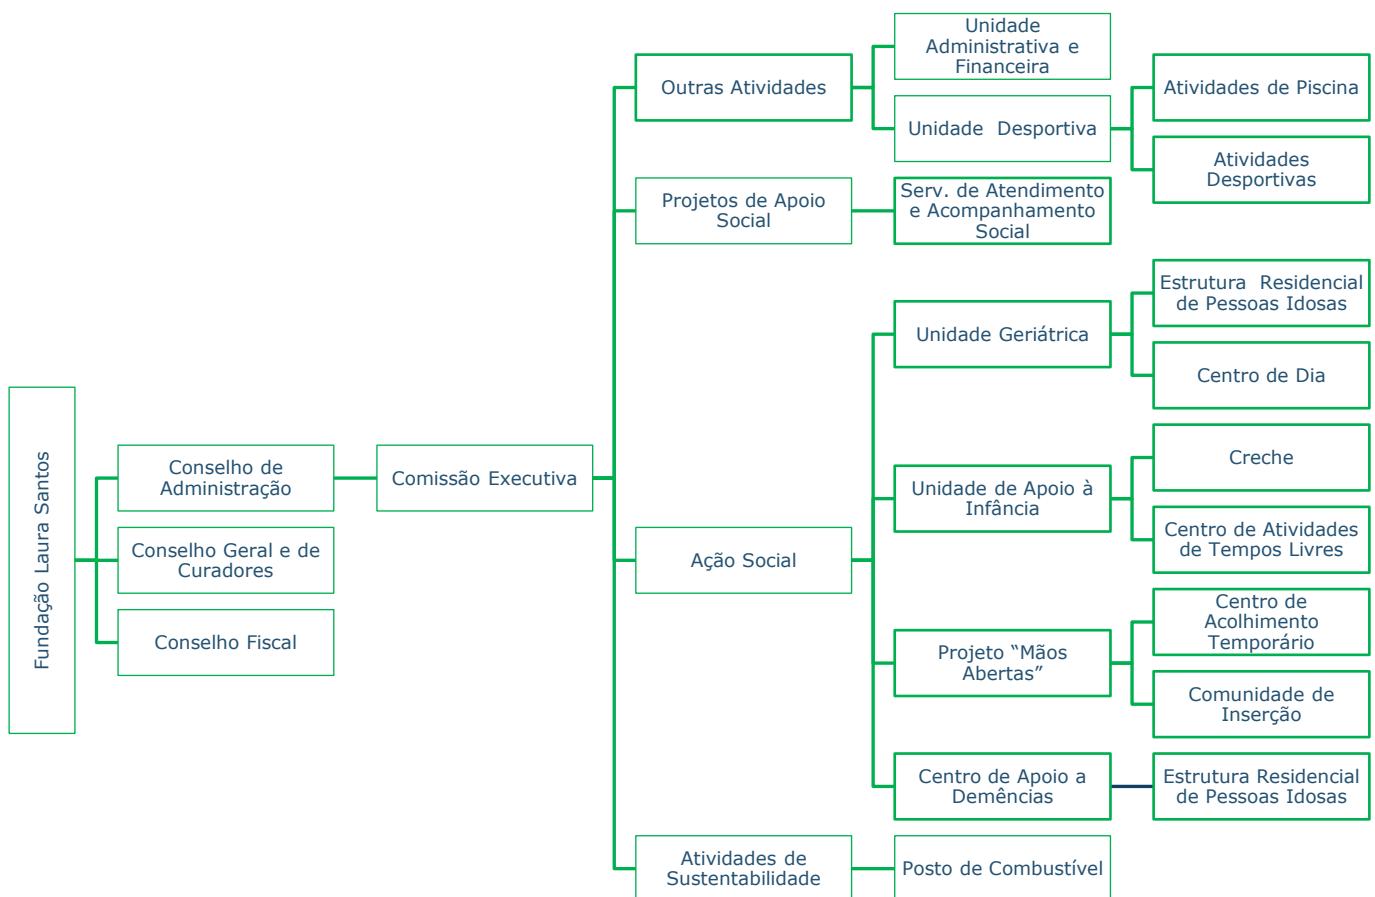 Fundação Laura Santos
Conselho de
Administração
Conselho Geral e de
Curadores
Conselho Fiscal
Comissão Executiva
Outras Atividades
Unidade
Administrativa e
Financeira
Unidade Desportiva
Atividades de Piscina
Atividades
Desportivas
Projetos de Apoio
Social
Serv. de Atendimento
e Acompanhamento
Social
Ação Social
Unidade Geriátrica
Estrutura Residencial
de Pessoas Idosas
Centro de Dia
Unidade de Apoio à
Infância
Creche
Centro de Atividades
de Tempos Livres
Projeto “Mãos
Abertas”
Centro de
Acolhimento
Temporário
Comunidade de
Inserção
Centro de Apoio a
Demências
Estrutura Residencial
de Pessoas Idosas
Atividades de
Sustentabilidade
Posto de Combustível